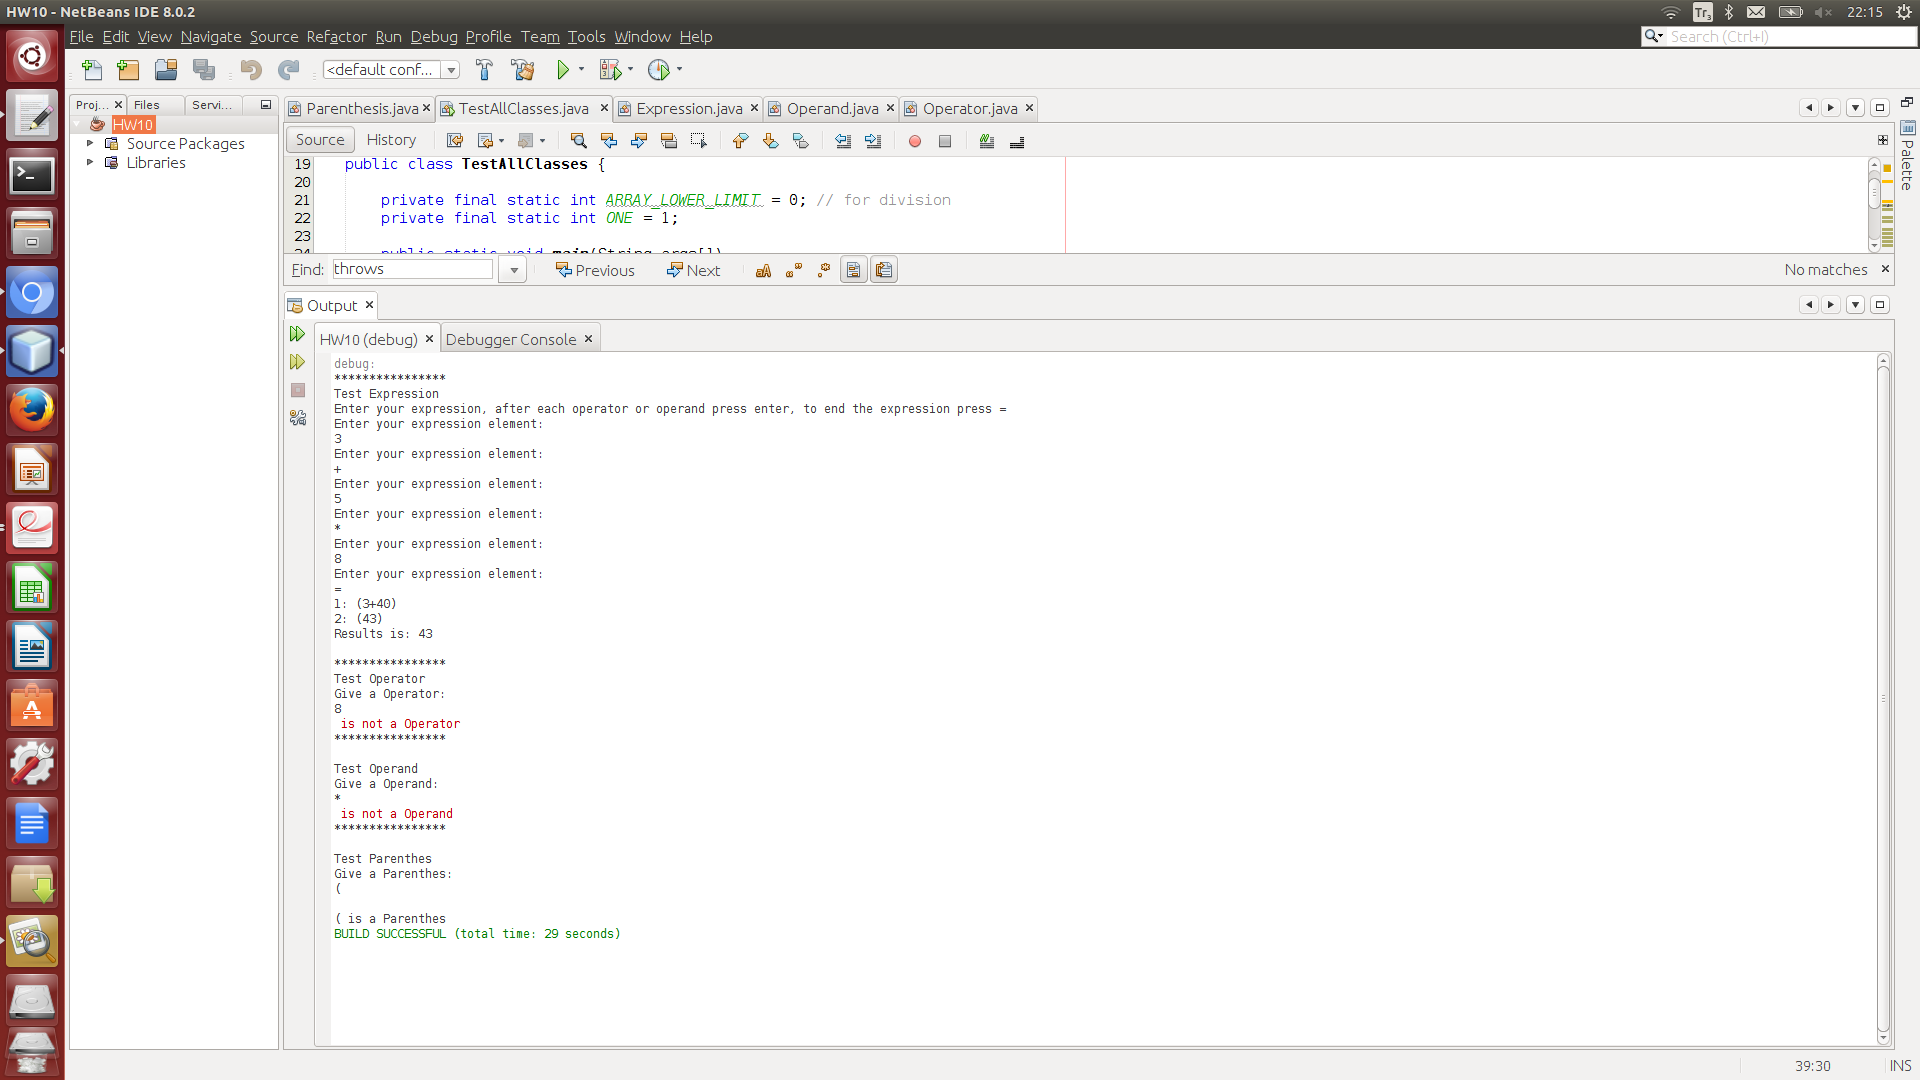 HW10 - NetBeans IDE 8.0.2
Tr3 22:15
File Edit View Navigate Source Refactor Run Debug Profile Team Tools Window Help
Search (Ctrl+I)
<default conf...
Proj... Files Servi...
HW10
Source Packages
Libraries
Parenthesis.java TestAllClasses.java Expression.java Operand.java Operator.java
Source History
Palette
19 public class TestAllClasses {
20
21 private final static int ARRAY_LOWER_LIMIT = 0; // for division
22 private final static int ONE = 1;
23
24 public static void main(String args[])
Find: throws Previous Next No matches
Output
HW10 (debug) Debugger Console
debug:
****************
Test Expression
Enter your expression, after each operator or operand press enter, to end the expression press =
Enter your expression element:
3
Enter your expression element:
+
Enter your expression element:
5
Enter your expression element:
*
Enter your expression element:
8
Enter your expression element:
=
1: (3+40)
2: (43)
Results is: 43
****************
Test Operator
Give a Operator:
8
is not a Operator
****************
Test Operand
Give a Operand:
*
is not a Operand
****************
Test Parenthes
Give a Parenthes:
(
( is a Parenthes
BUILD SUCCESSFUL (total time: 29 seconds)
39:30 INS